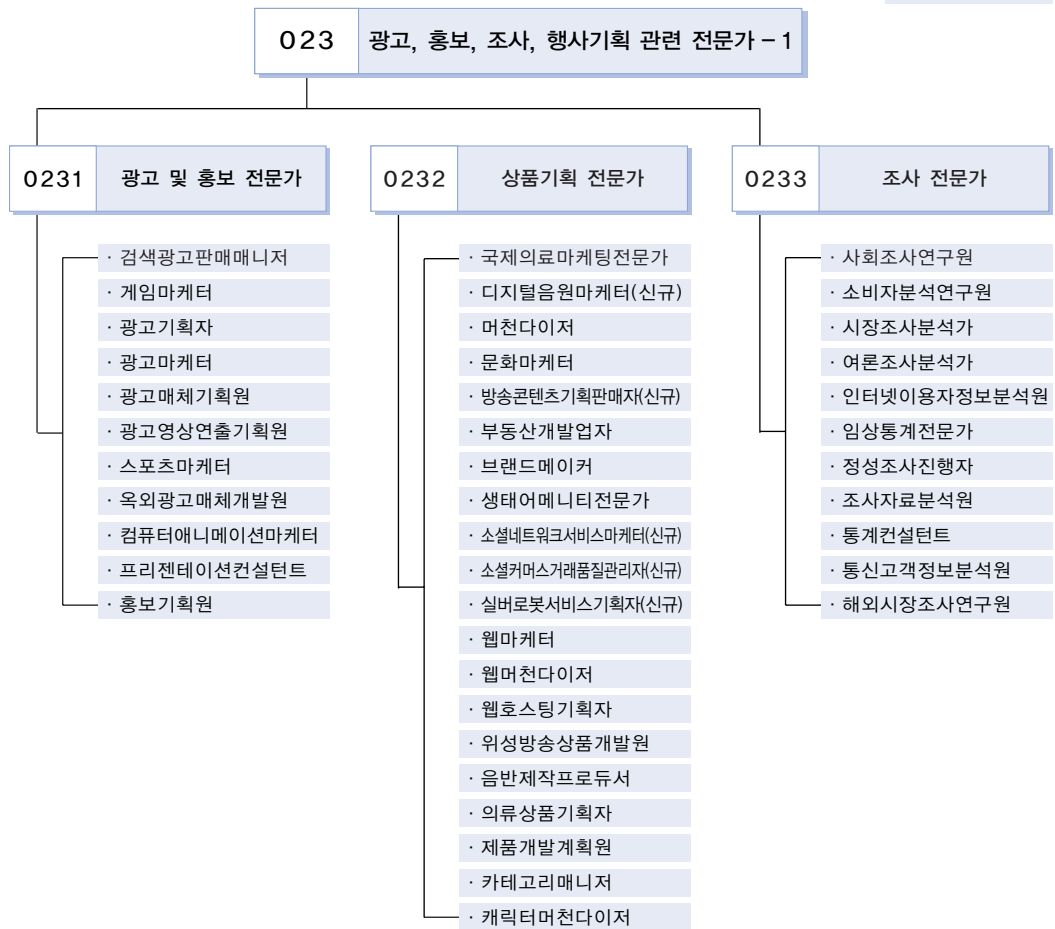 023 광고, 홍보, 조사, 행사기획 관련 전문가 – 1
0231 광고 및 홍보 전문가
· 검색광고판매매니저
· 게임마케터
· 광고기획자
· 광고마케터
· 광고매체기획원
· 광고영상연출기획원
· 스포츠마케터
· 옥외광고매체개발원
· 컴퓨터애니메이션마케터
· 프리젠테이션컨설턴트
· 홍보기획원
0232 상품기획 전문가
· 국제의료마케팅전문가
· 디지털음원마케터(신규)
· 머천다이저
· 문화마케터
· 방송콘텐츠기획판매자(신규)
· 부동산개발업자
· 브랜드메이커
· 생태어메니티전문가
· 소셜네트워크서비스마케터(신규)
· 소셜커머스거래품질관리자(신규)
· 실버로봇서비스기획자(신규)
· 웹마케터
· 웹머천다이저
· 웹호스팅기획자
· 위성방송상품개발원
· 음반제작프로듀서
· 의류상품기획자
· 제품개발계획원
· 카테고리매니저
· 캐릭터머천다이저
0233 조사 전문가
· 사회조사연구원
· 소비자분석연구원
· 시장조사분석가
· 여론조사분석가
· 인터넷이용자정보분석원
· 임상통계전문가
· 정성조사진행자
· 조사자료분석원
· 통계컨설턴트
· 통신고객정보분석원
· 해외시장조사연구원